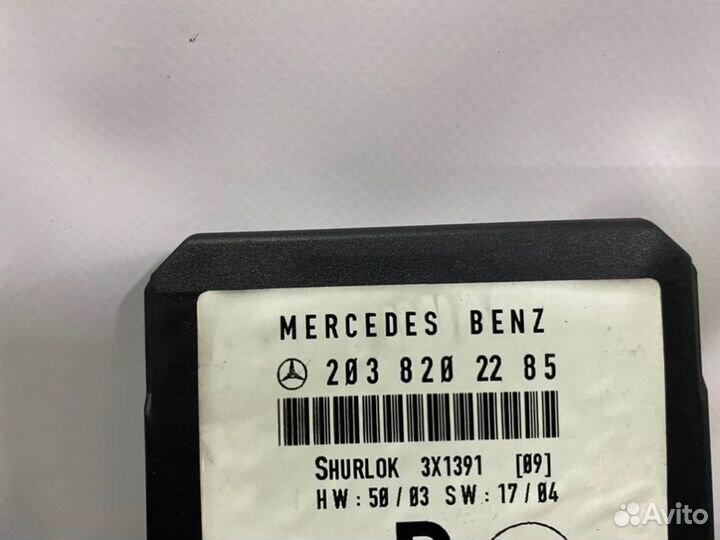 MERCEDES BENZ
203 820 22 85
SHURLOK 3X1391 [09]
HW: 50/03 SW: 17/04
Avito